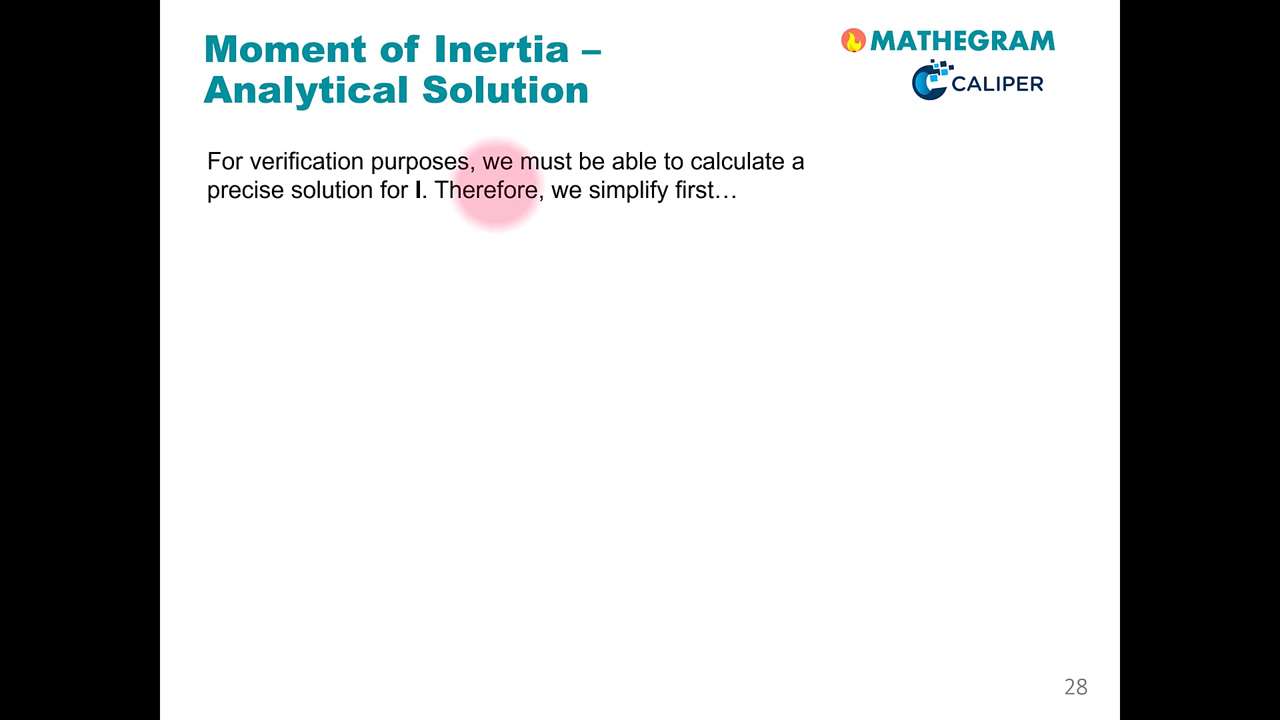 Moment of Inertia –
Analytical Solution
MATHEGRAM
CALIPER
For verification purposes, we must be able to calculate a
precise solution for I. Therefore, we simplify first…
28